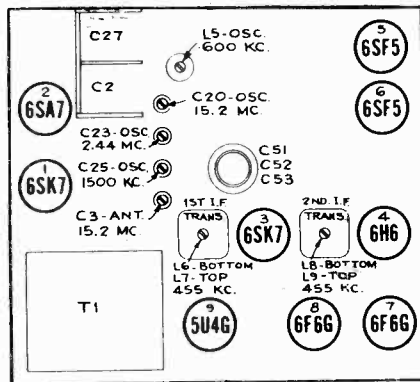 C27
L5-OSC.
600 KC.
5
6SF5
C2
2
6SA7
C20-OSC.
15.2 MC.
6
6SF5
C23-OSC.
2.44 MC.
C25-OSC.
1500 KC.
C51
C52
C53
1
6SK7
C3-ANT.
15.2 MC.
1ST I.F.
TRANS.
3
6SK7
2ND. I.F.
TRANS.
4
6H6
L6-BOTTOM
L7-TOP
455 KC.
L8-BOTTOM
L9-TOP
455 KC.
T1
9
5U4G
8
6F6G
7
6F6G